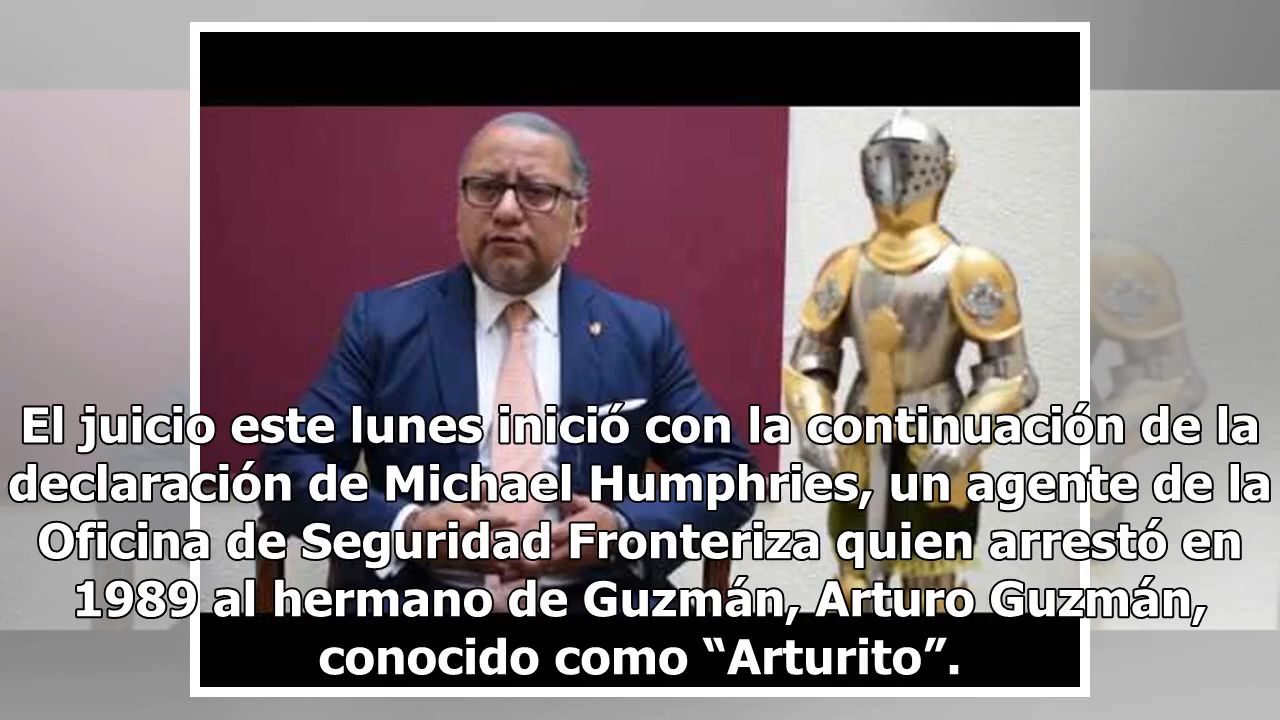 El juicio este lunes inició con la continuación de la
declaración de Michael Humphries, un agente de la
Oficina de Seguridad Fronteriza quien arrestó en
1989 al hermano de Guzmán, Arturo Guzmán,
conocido como “Arturito”.